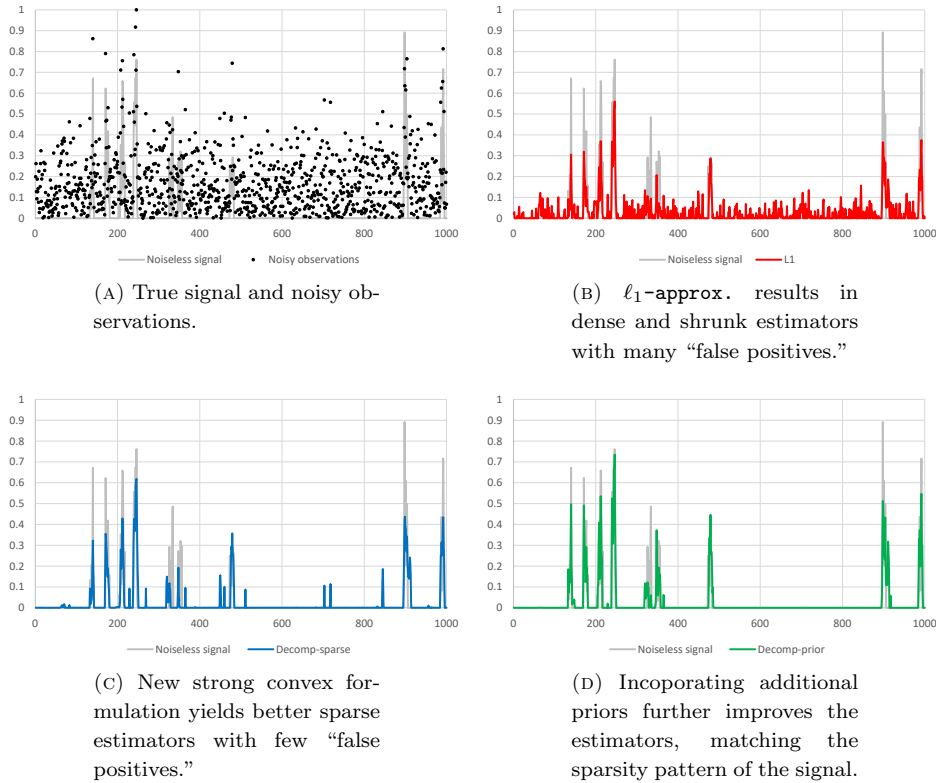 1
0.9
0.8
0.7
0.6
0.5
0.4
0.3
0.2
0.1
0
0 200 400 600 800 1000
Noiseless signal Noisy observations
(A) True signal and noisy ob-
servations.
1
0.9
0.8
0.7
0.6
0.5
0.4
0.3
0.2
0.1
0
0 200 400 600 800 1000
Noiseless signal L1
(B) ℓ1-approx. results in
dense and shrunk estimators
with many “false positives.”
1
0.9
0.8
0.7
0.6
0.5
0.4
0.3
0.2
0.1
0
0 200 400 600 800 1000
Noiseless signal Decomp-sparse
(C) New strong convex for-
mulation yields better sparse
estimators with few “false
positives.”
1
0.9
0.8
0.7
0.6
0.5
0.4
0.3
0.2
0.1
0
0 200 400 600 800 1000
Noiseless signal Decomp-prior
(D) Incoporating additional
priors further improves the
estimators, matching the
sparsity pattern of the signal.